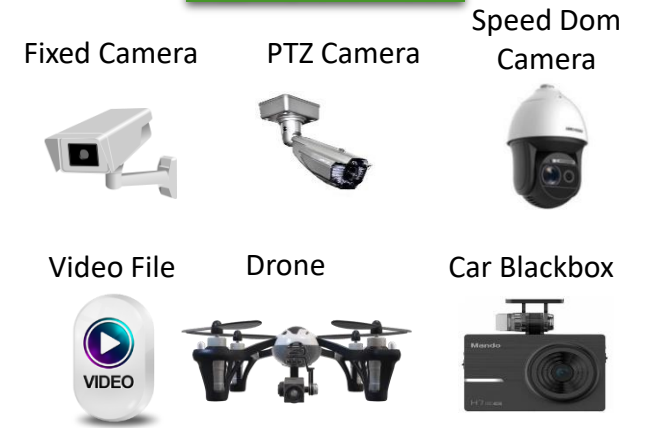 Fixed Camera
PTZ Camera
Speed Dom
Camera
Video File
Drone
Car Blackbox
VIDEO
Mando